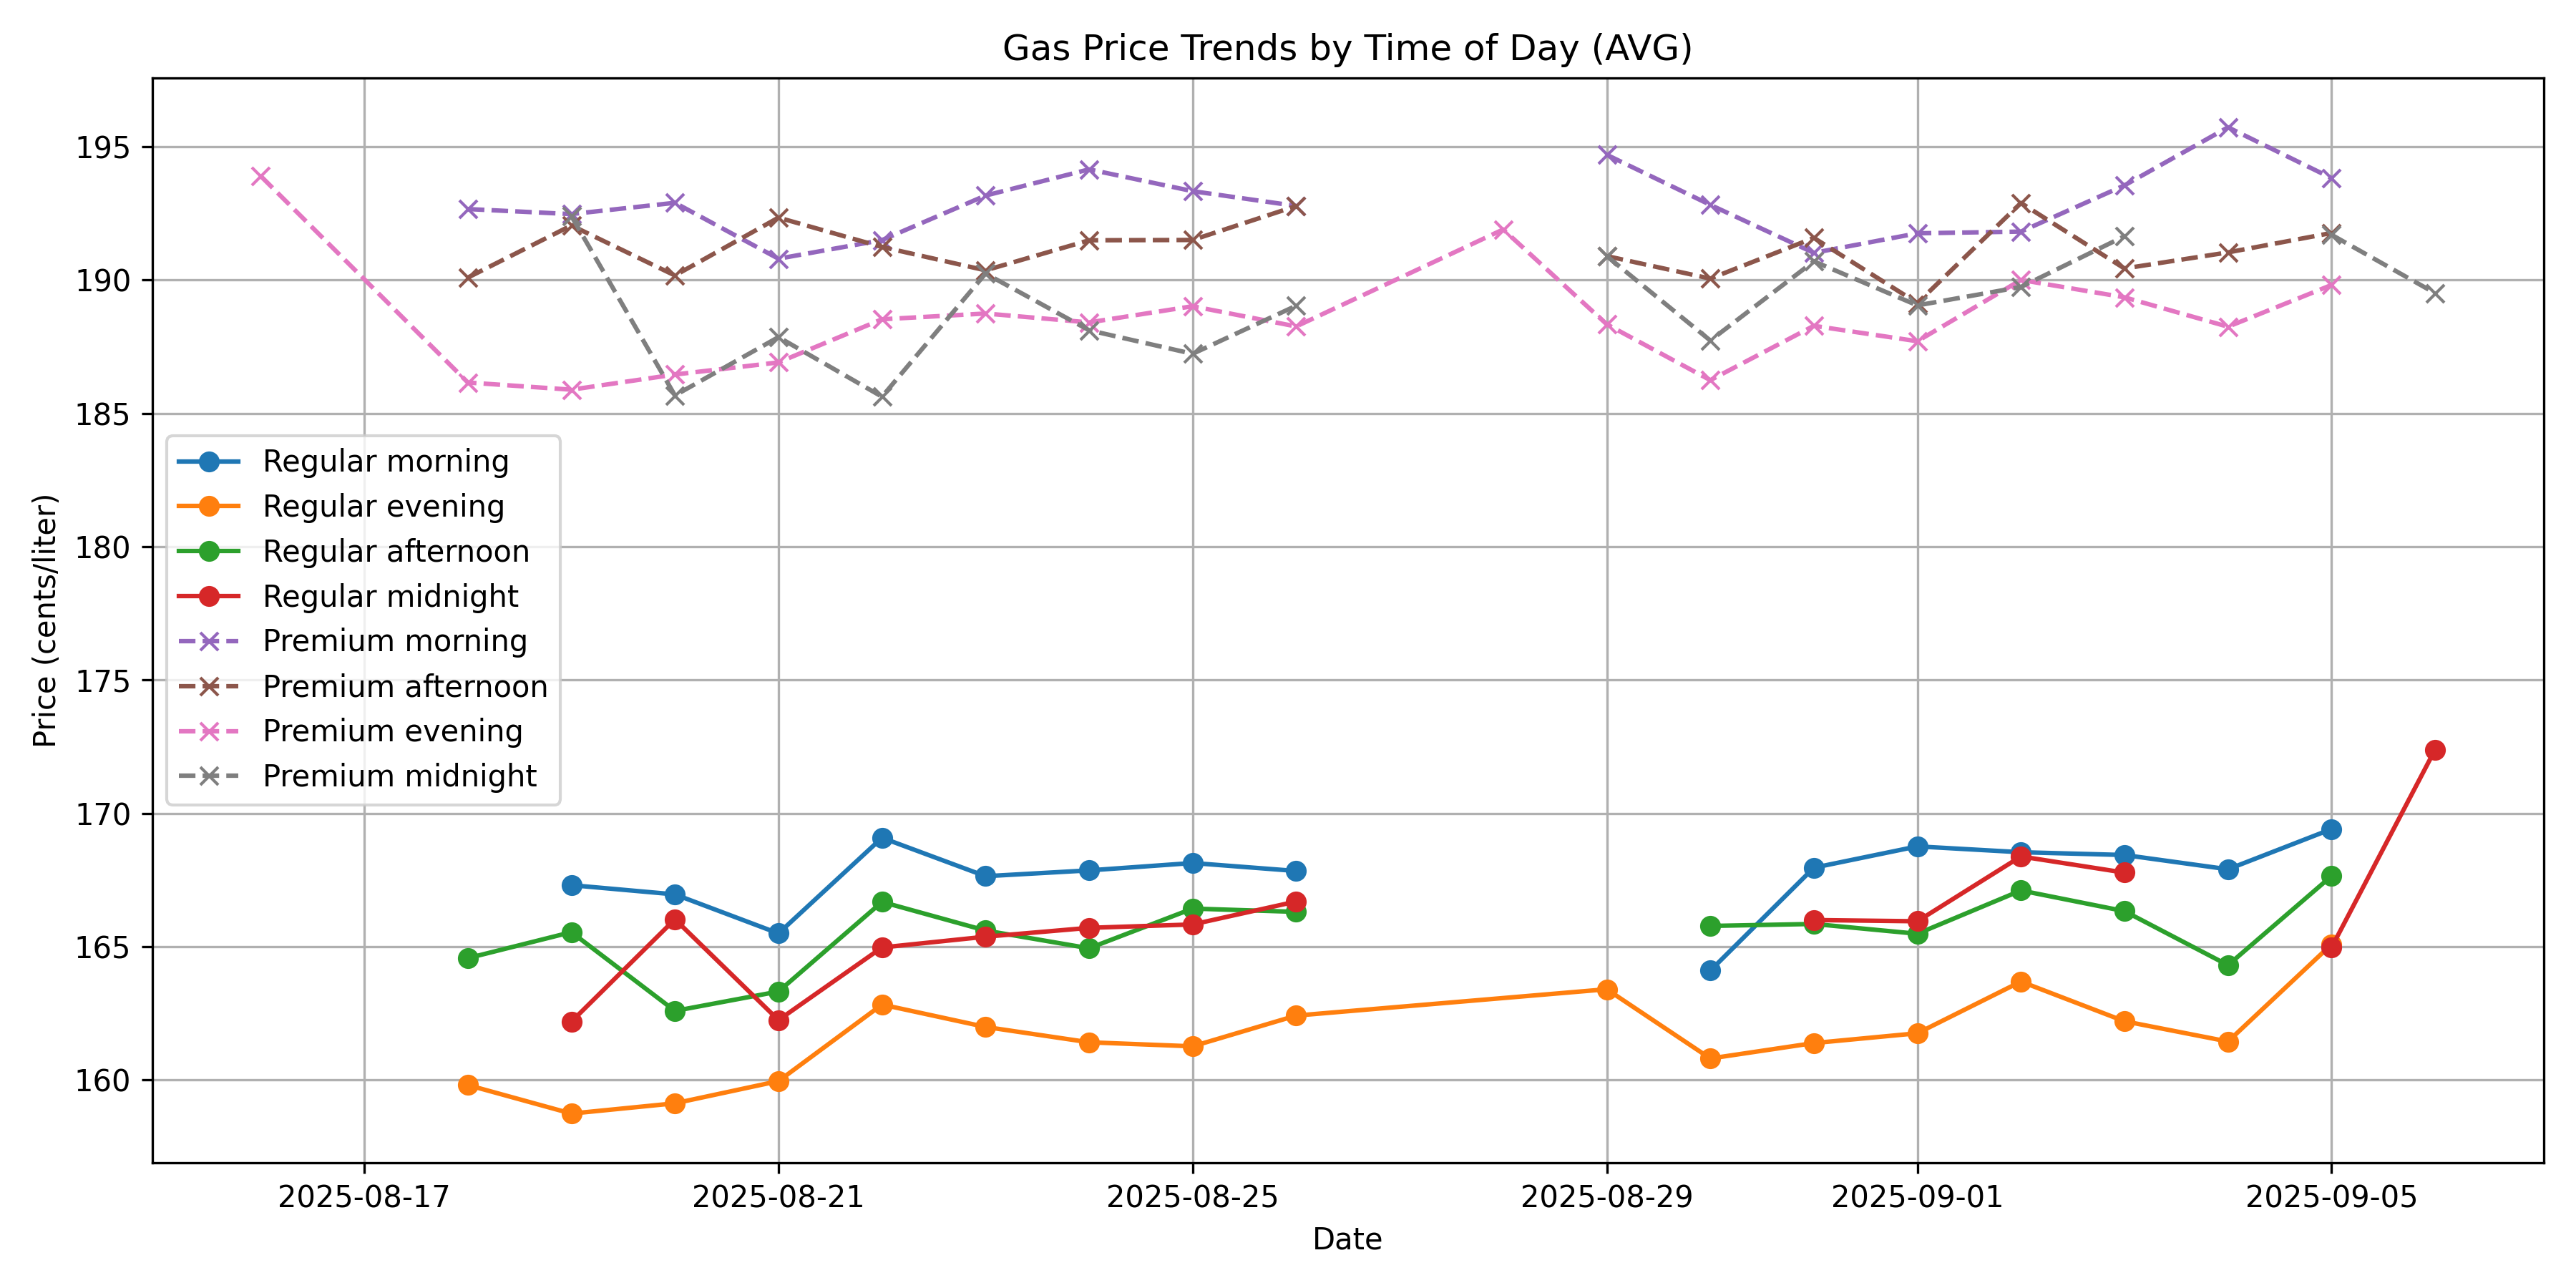 Gas Price Trends by Time of Day (AVG)
195
190
185
180
175
170
165
160
Price (cents/liter)
Regular morning
Regular evening
Regular afternoon
Regular midnight
Premium morning
Premium afternoon
Premium evening
Premium midnight
2025-08-17
2025-08-21
2025-08-25
2025-08-29
2025-09-01
2025-09-05
Date